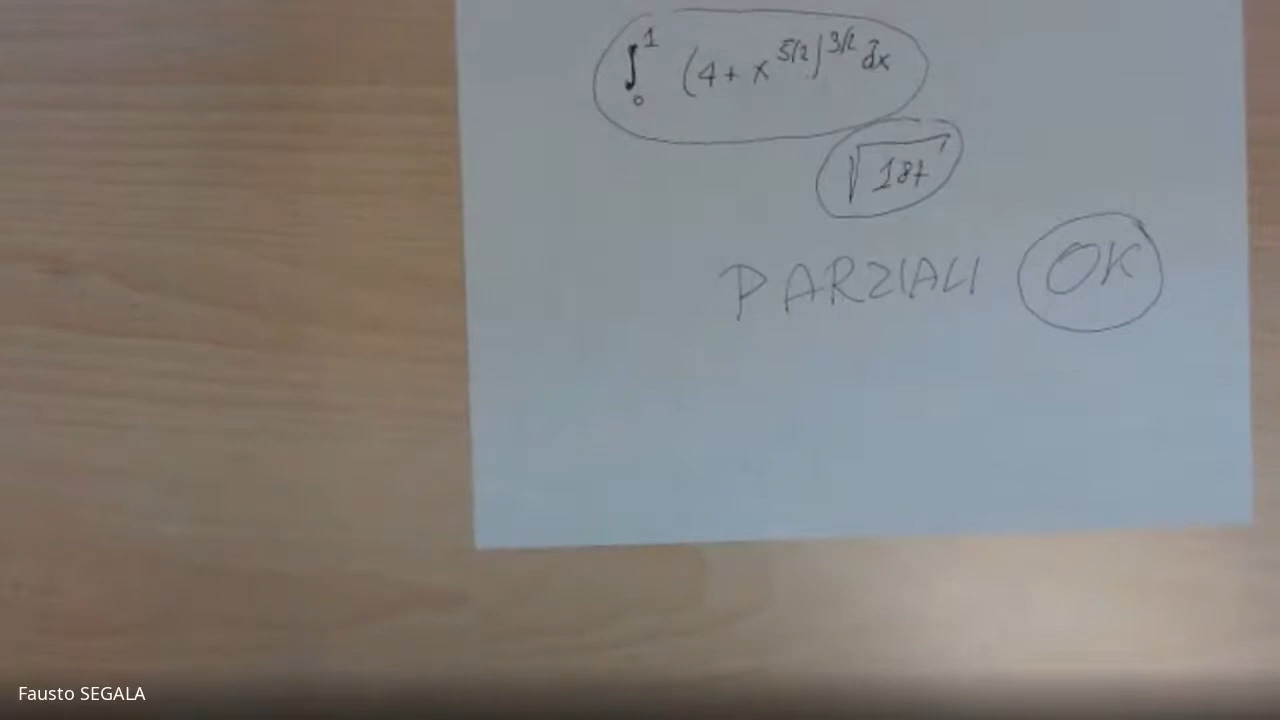 ∫₀¹ (4 + x^{5/2})^{3/2} dx
√187
PARZIALI OK
Fausto SEGALA